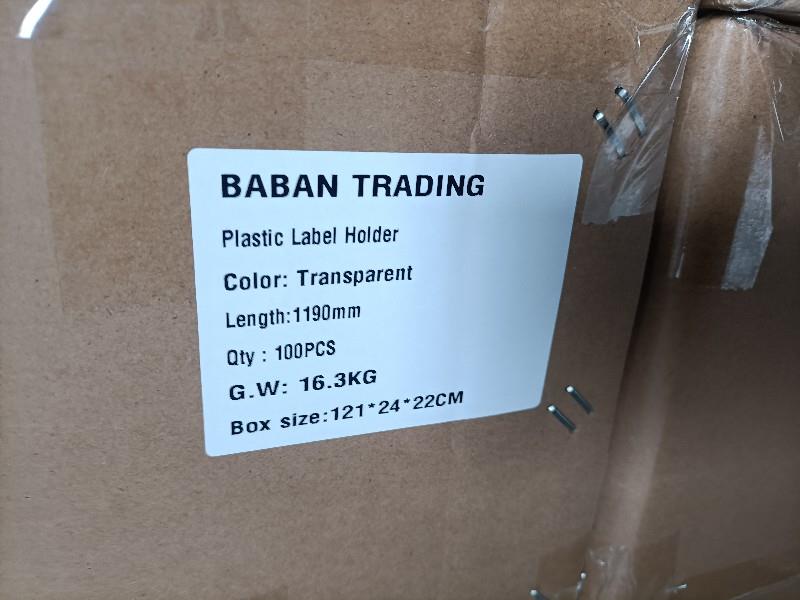 BABAN TRADING
Plastic Label Holder
Color: Transparent
Length:1190mm
Qty : 100PCS
G.W: 16.3KG
Box size:121*24*22CM